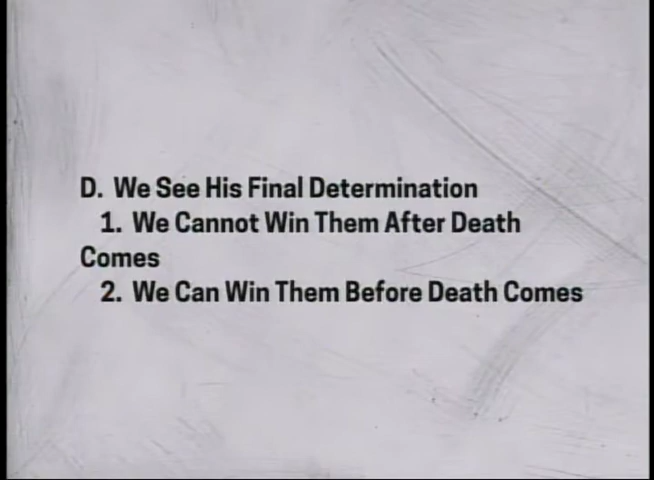 D. We See His Final Determination
1. We Cannot Win Them After Death
Comes
2. We Can Win Them Before Death Comes